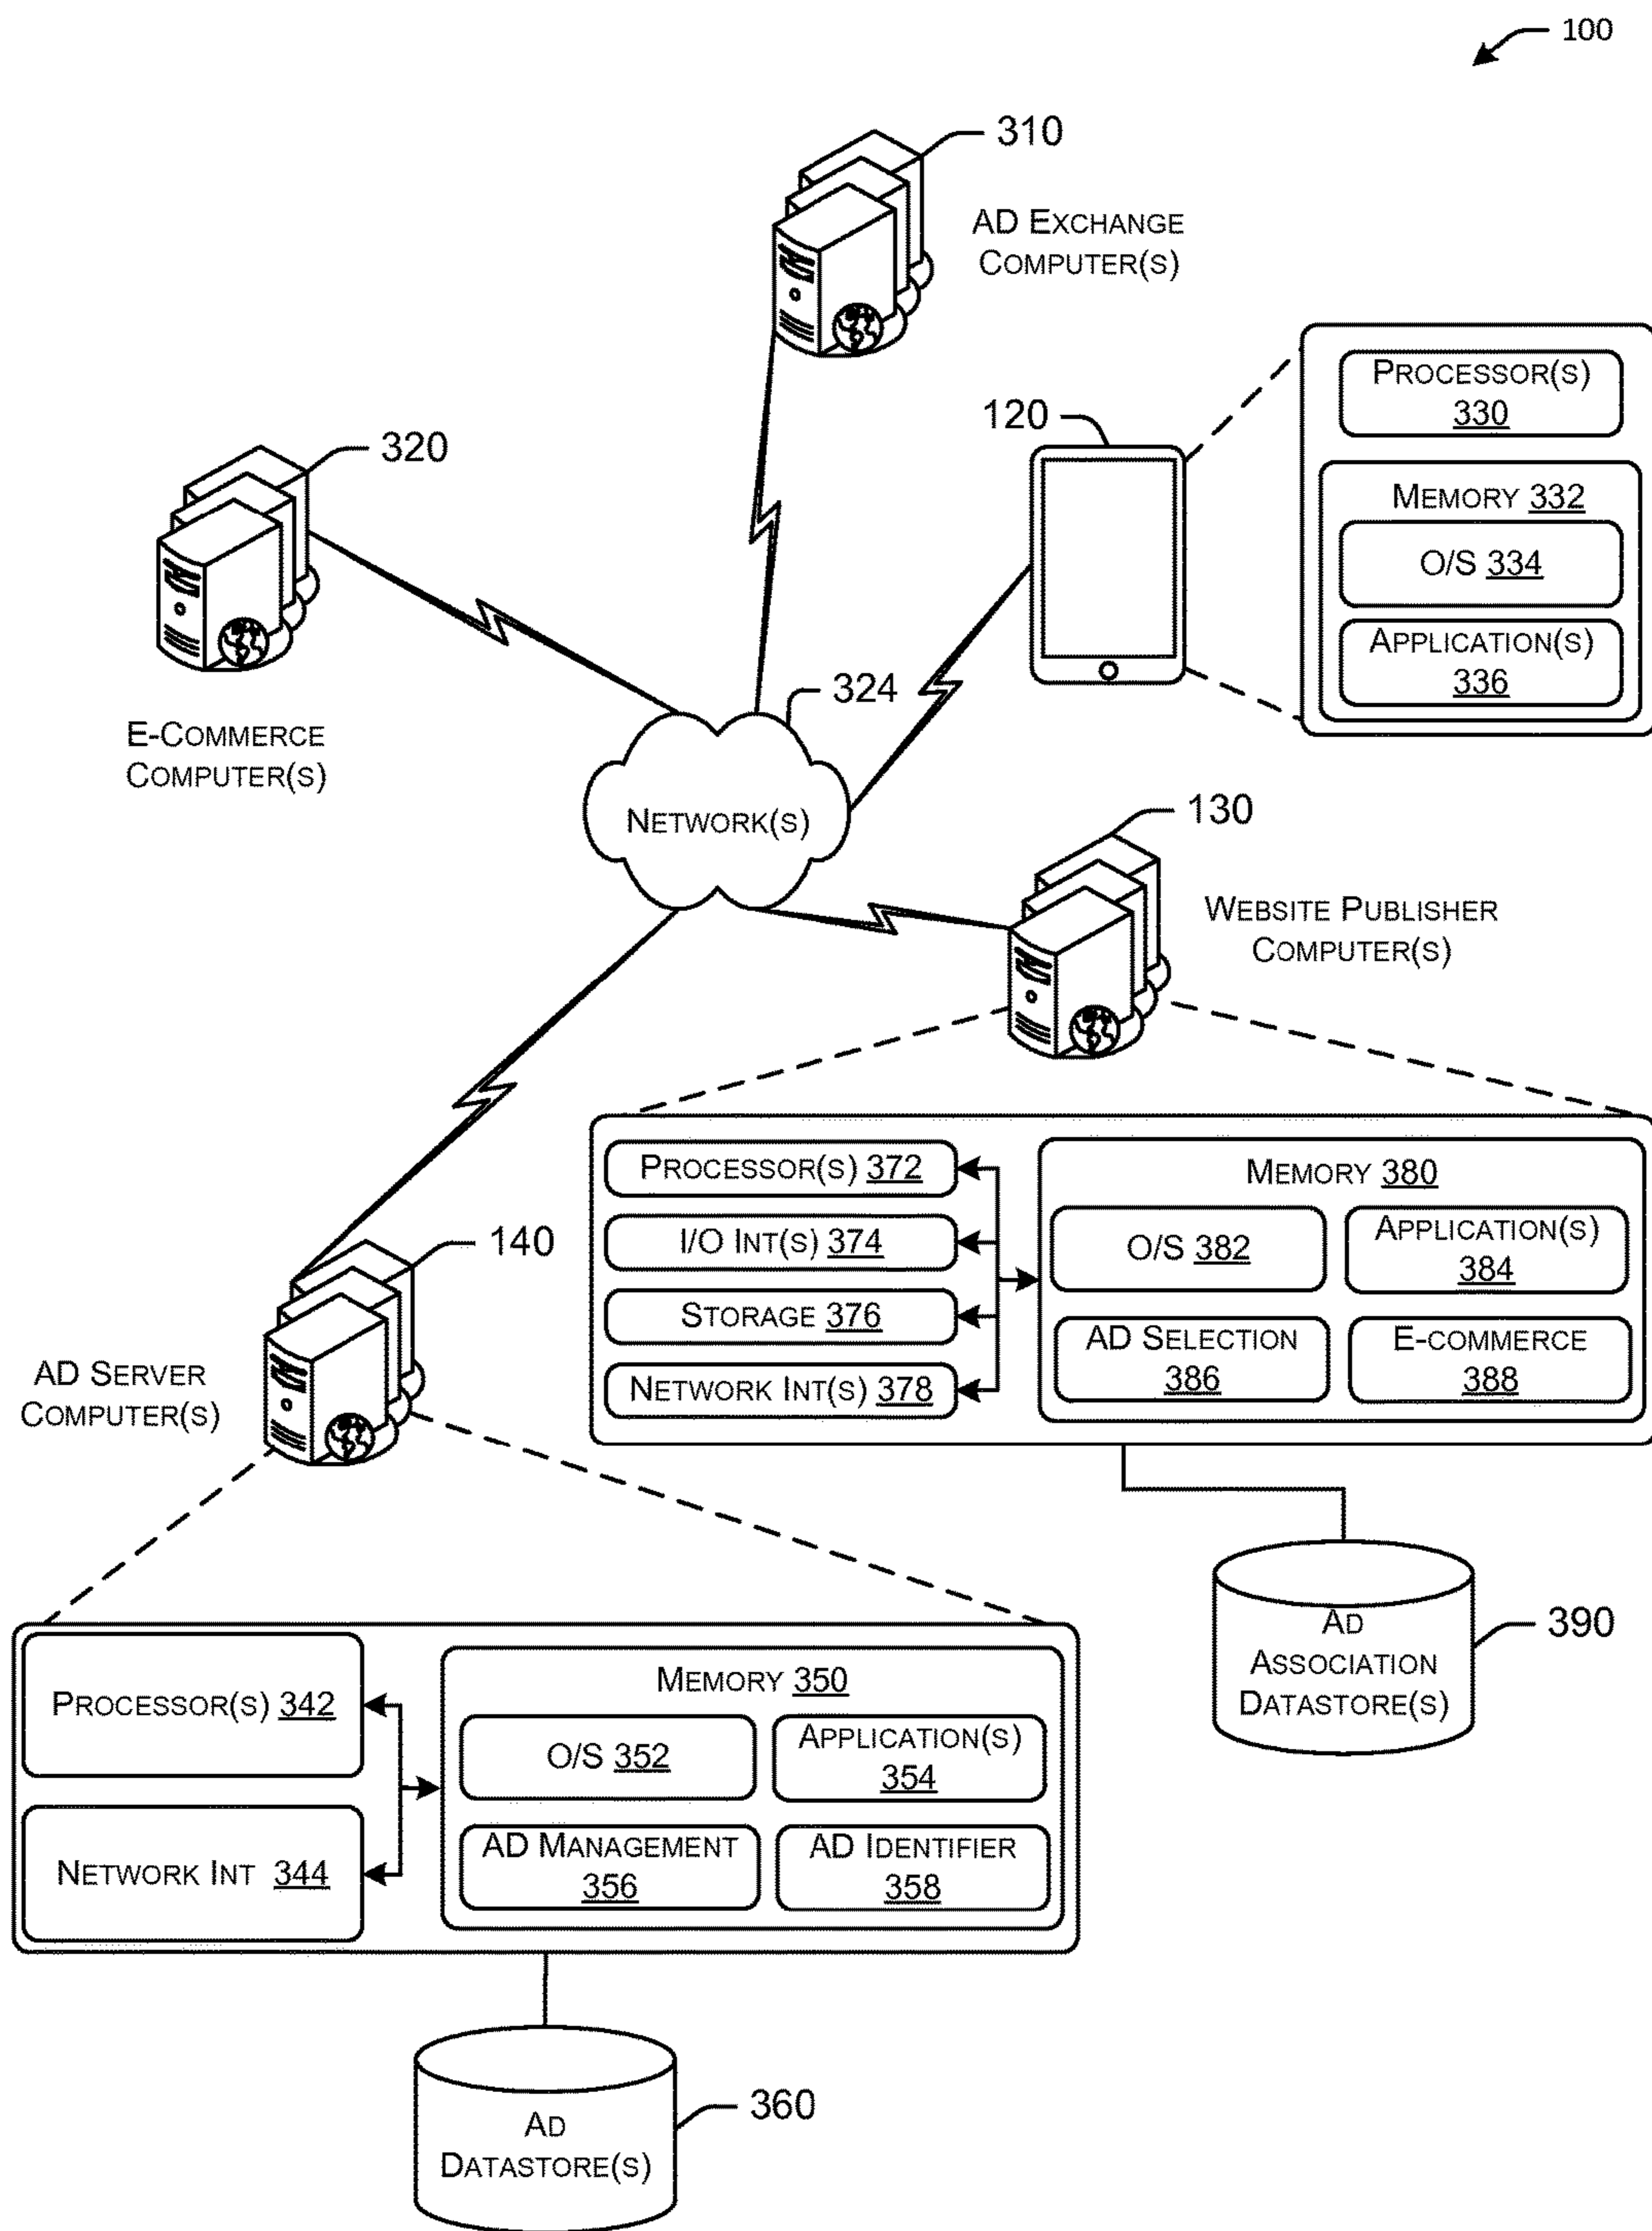 100
310
AD EXCHANGE
COMPUTER(S)
320
E-COMMERCE
COMPUTER(S)
120
PROCESSOR(S)
330
MEMORY 332
O/S 334
APPLICATION(S)
336
324
NETWORK(S)
130
WEBSITE PUBLISHER
COMPUTER(S)
140
AD SERVER
COMPUTER(S)
PROCESSOR(S) 372
I/O INT(S) 374
STORAGE 376
NETWORK INT(S) 378
MEMORY 380
O/S 382
APPLICATION(S)
384
AD SELECTION
386
E-COMMERCE
388
390
AD
ASSOCIATION
DATASTORE(S)
PROCESSOR(S) 342
NETWORK INT 344
MEMORY 350
O/S 352
APPLICATION(S)
354
AD MANAGEMENT
356
AD IDENTIFIER
358
360
AD
DATASTORE(S)